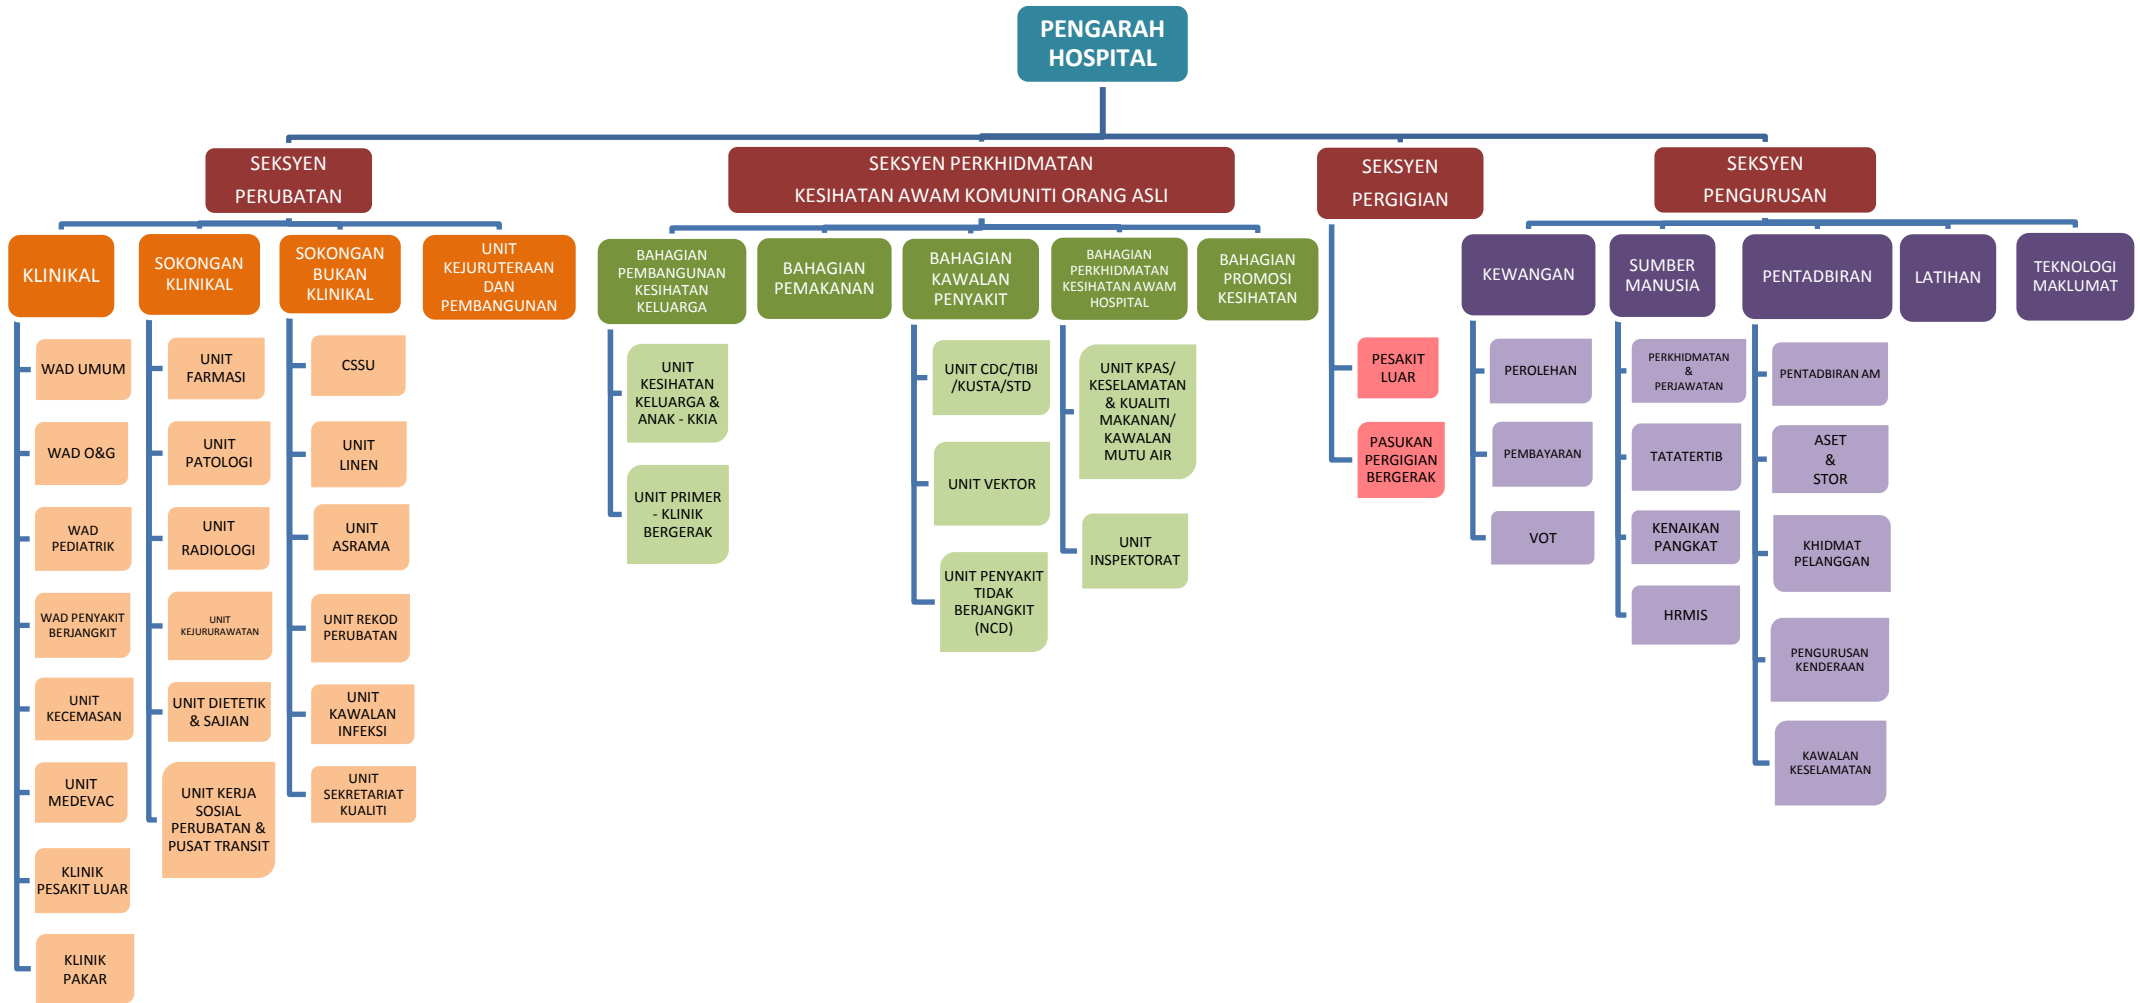 PENGARAH
HOSPITAL
SEKSYEN
PERUBATAN
SEKSYEN PERKHIDMATAN
KESIHATAN AWAM KOMUNITI ORANG ASLI
SEKSYEN
PERGIGIAN
SEKSYEN
PENGURUSAN
KLINIKAL
SOKONGAN
KLINIKAL
SOKONGAN
BUKAN
KLINIKAL
UNIT
KEJURUTERAAN
DAN
PEMBANGUNAN
BAHAGIAN
PEMBANGUNAN
KESIHATAN
KELUARGA
BAHAGIAN
PEMAKANAN
BAHAGIAN
KAWALAN
PENYAKIT
BAHAGIAN
PERKHIDMATAN
KESIHATAN AWAM
HOSPITAL
BAHAGIAN
PROMOSI
KESIHATAN
KEWANGAN
SUMBER
MANUSIA
PENTADBIRAN
LATIHAN
TEKNOLOGI
MAKLUMAT
WAD UMUM
WAD O&G
WAD
PEDIATRIK
WAD PENYAKIT
BERJANGKIT
UNIT
KECEMASAN
UNIT
MEDEVAC
KLINIK
PESAKIT LUAR
KLINIK
PAKAR
UNIT
FARMASI
UNIT
PATOLOGI
UNIT
RADIOLOGI
UNIT
KEJURURAWATAN
UNIT DIETETIK
& SAJIAN
UNIT KERJA
SOSIAL
PERUBATAN &
PUSAT TRANSIT
CSSU
UNIT
LINEN
UNIT
ASRAMA
UNIT REKOD
PERUBATAN
UNIT
KAWALAN
INFEKSI
UNIT
SEKRETARIAT
KUALITI
UNIT
KESIHATAN
KELUARGA &
ANAK - KKIA
UNIT PRIMER
- KLINIK
BERGERAK
UNIT CDC/TIBI
/KUSTA/STD
UNIT VEKTOR
UNIT PENYAKIT
TIDAK
BERJANGKIT
(NCD)
UNIT KPAS/
KESELAMATAN
& KUALITI
MAKANAN/
KAWALAN
MUTU AIR
UNIT
INSPEKTORAT
PESAKIT
LUAR
PASUKAN
PERGIGIAN
BERGERAK
PEROLEHAN
PEMBAYARAN
VOT
PERKHIDMATAN
&
PERJAWATAN
TATATERTIB
KENAIKAN
PANGKAT
HRMIS
PENTADBIRAN AM
ASET
&
STOR
KHIDMAT
PELANGGAN
PENGURUSAN
KENDERAAN
KAWALAN
KESELAMATAN